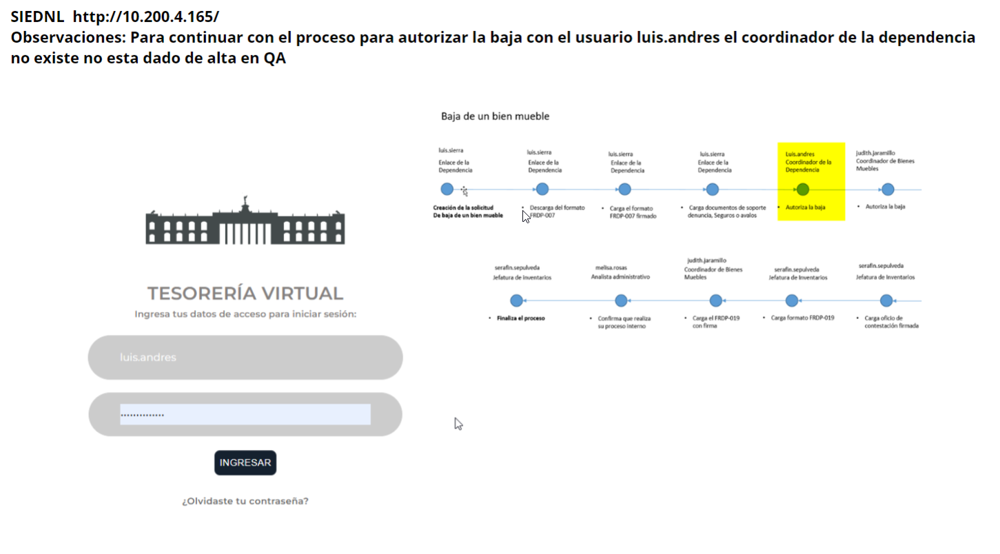 SIEDNL  http://10.200.4.165/
Observaciones: Para continuar con el proceso para autorizar la baja con el usuario luis.andres el coordinador de la dependencia
no existe no esta dado de alta en QA
Baja de un bien mueble
luis.sierra
Enlace de la
Dependencia
Creación de la solicitud
De baja de un bien mueble
luis.sierra
Enlace de la
Dependencia
• Descarga del formato
FRDP-007
luis.sierra
Enlace de la
Dependencia
• Carga el formato
FRDP-007 firmado
luis.sierra
Enlace de la
Dependencia
• Carga documentos de soporte
denuncia, Seguros o avalos
Luis.andres
Coordinador de la
Dependencia
• Autoriza la baja
judith.jaramillo
Coordinador de Bienes
Muebles
• Autoriza la baja
serafin.sepulveda
Jefatura de Inventarios
• Finaliza el proceso
melisa.rosas
Analista administrativo
• Confirma que realiza
su proceso interno
judith.jaramillo
Coordinador de Bienes
Muebles
• Carga el FRDP-019
con firma
serafin.sepulveda
Jefatura de Inventarios
• Carga formato FRDP-019
serafin.sepulveda
Jefatura de Inventarios
• Carga oficio de
contestación firmada
TESORERÍA VIRTUAL
Ingresa tus datos de acceso para iniciar sesión:
luis.andres
INGRESAR
¿Olvidaste tu contraseña?